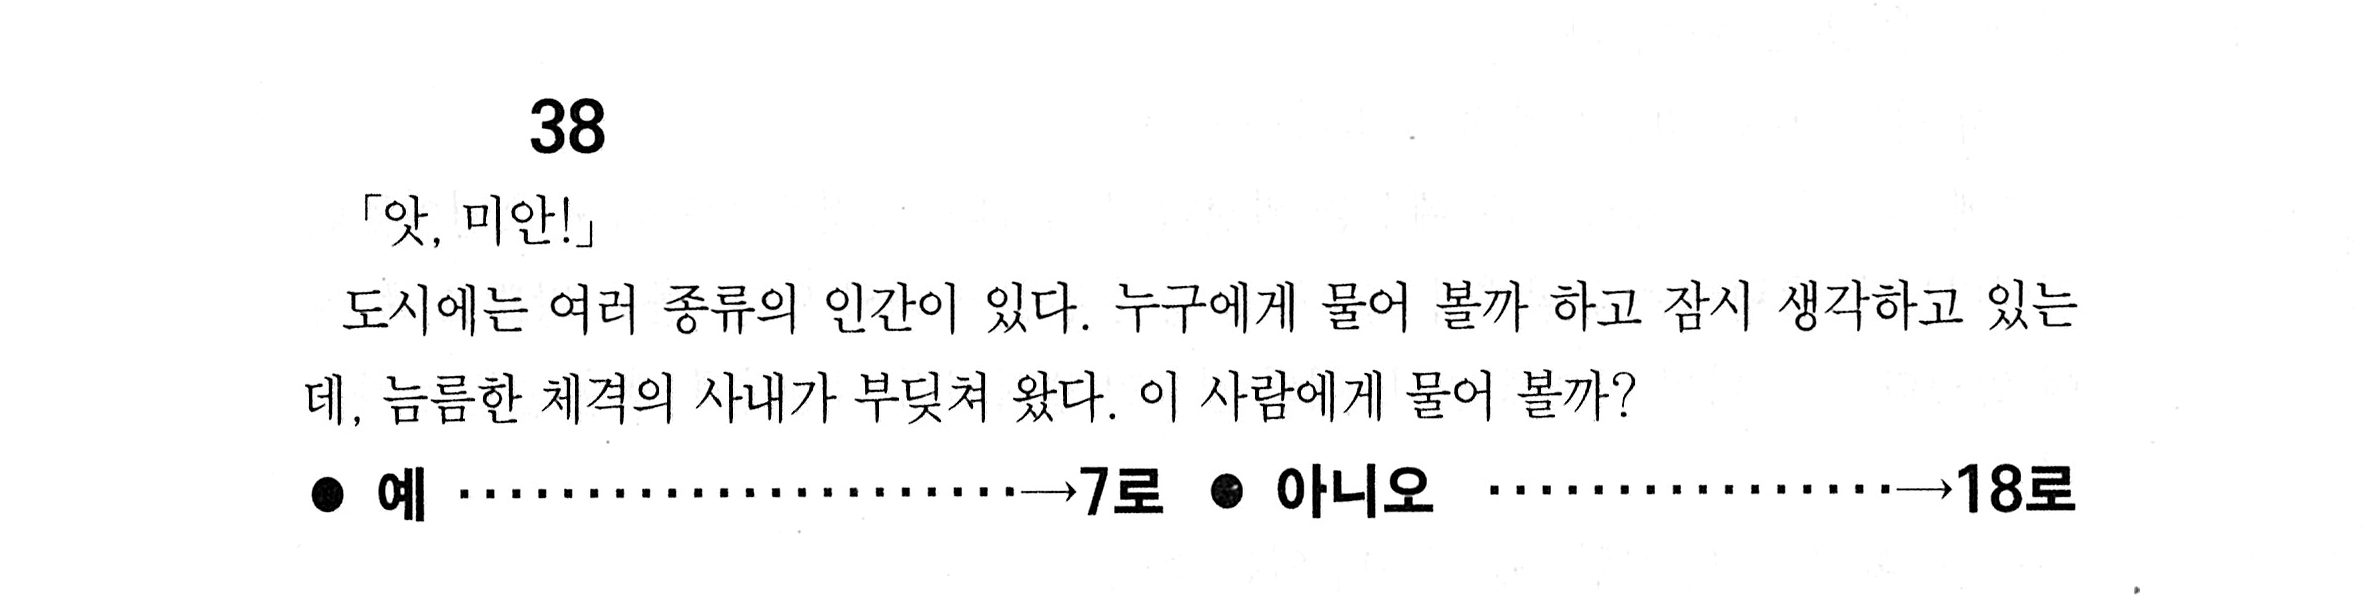 38
「앗, 미안!」
도시에는 여러 종류의 인간이 있다. 누구에게 물어 볼까 하고 잠시 생각하고 있는
데, 늠름한 체격의 사내가 부딪쳐 왔다. 이 사람에게 물어 볼까?
● 예 ······················→7로 ● 아니오 ················→18로